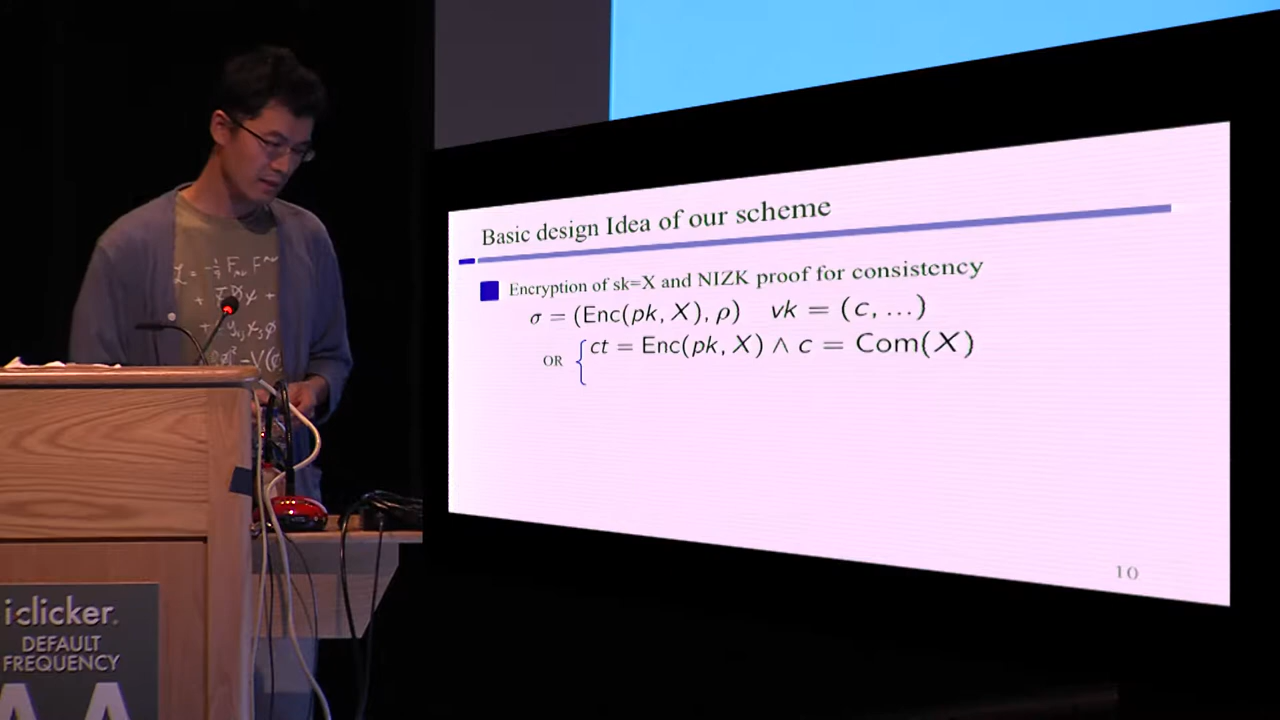 Basic design Idea of our scheme
Encryption of sk=X and NIZK proof for consistency
σ = (Enc(pk, X), ρ) vk = (c, ...)
OR { ct = Enc(pk, X) ∧ c = Com(X)
10
iclicker.
DEFAULT
FREQUENCY
AA